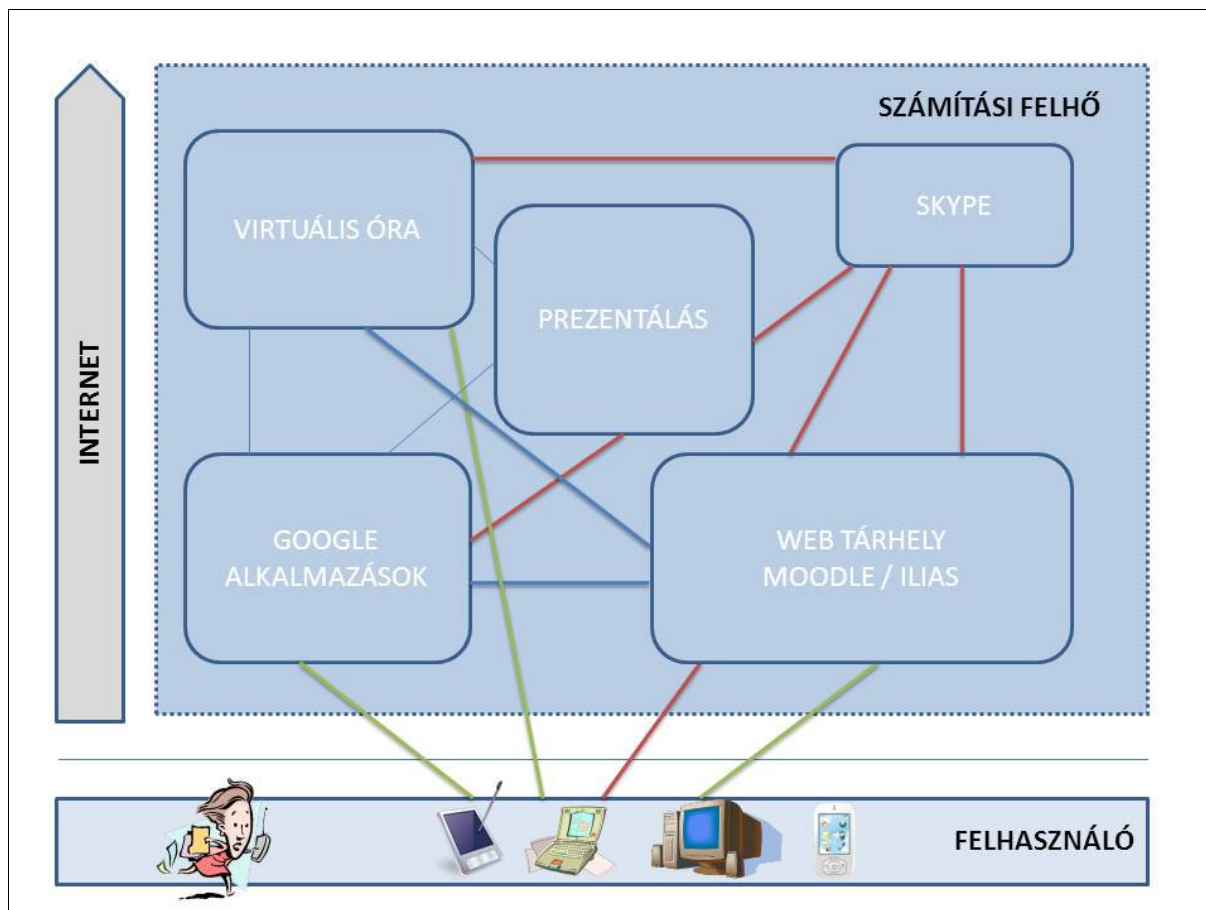 SZÁMÍTÁSI FELHŐ
VIRTUÁLIS ÓRA
SKYPE
PREZENTÁLÁS
INTERNET
GOOGLE
ALKALMAZÁSOK
WEB TÁRHELY
MOODLE / ILIAS
FELHASZNÁLÓ